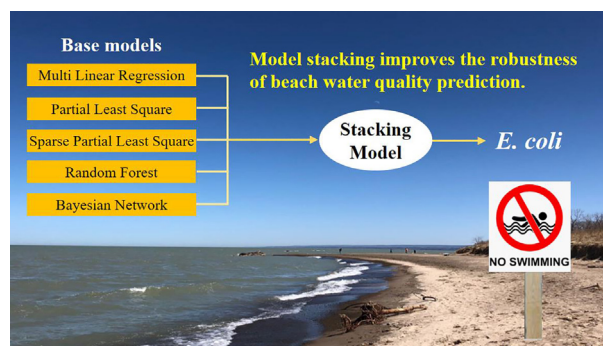 Base models
Multi Linear Regression
Partial Least Square
Sparse Partial Least Square
Random Forest
Bayesian Network
Model stacking improves the robustness
of beach water quality prediction.
Stacking
Model
E. coli
NO SWIMMING